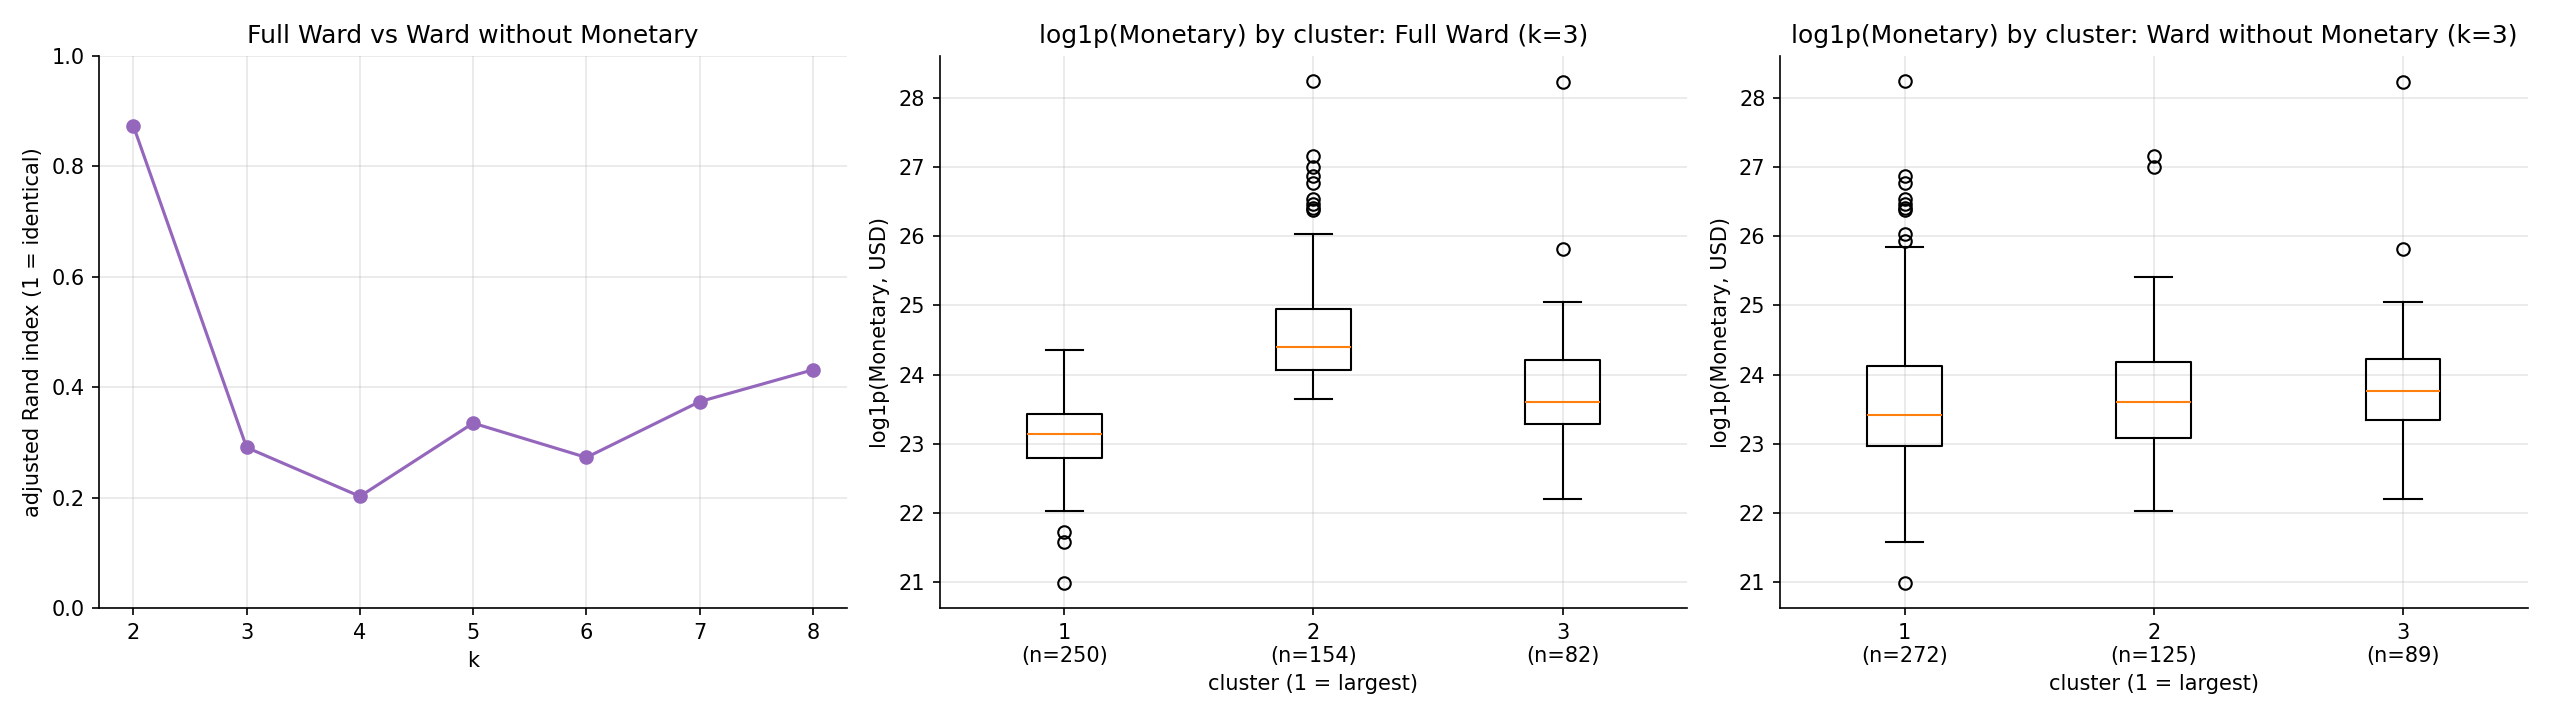 Full Ward vs Ward without Monetary
adjusted Rand index (1 = identical)
1.0
0.8
0.6
0.4
0.2
0.0
2 3 4 5 6 7 8
k
log1p(Monetary) by cluster: Full Ward (k=3)
log1p(Monetary, USD)
28
27
26
25
24
23
22
21
1 2 3
(n=250) (n=154) (n=82)
cluster (1 = largest)
log1p(Monetary) by cluster: Ward without Monetary (k=3)
log1p(Monetary, USD)
28
27
26
25
24
23
22
21
1 2 3
(n=272) (n=125) (n=89)
cluster (1 = largest)